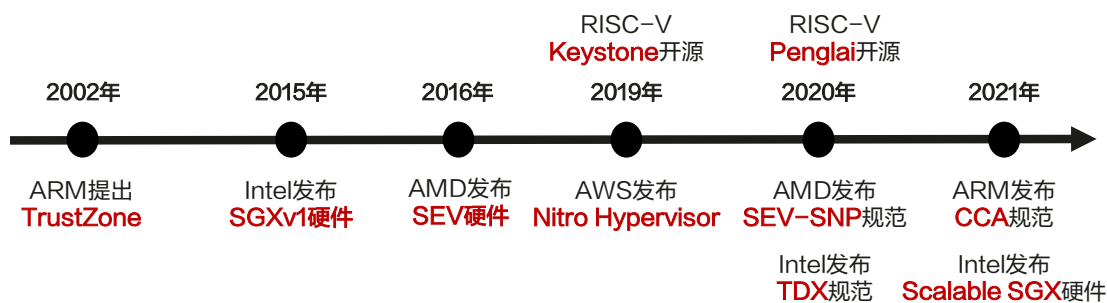 RISC-V
Keystone开源
RISC-V
Penglai开源
2002年
2015年
2016年
2019年
2020年
2021年
ARM提出
TrustZone
Intel发布
SGXv1硬件
AMD发布
SEV硬件
AWS发布
Nitro Hypervisor
AMD发布
SEV-SNP规范
ARM发布
CCA规范
Intel发布
TDX规范
Intel发布
Scalable SGX硬件